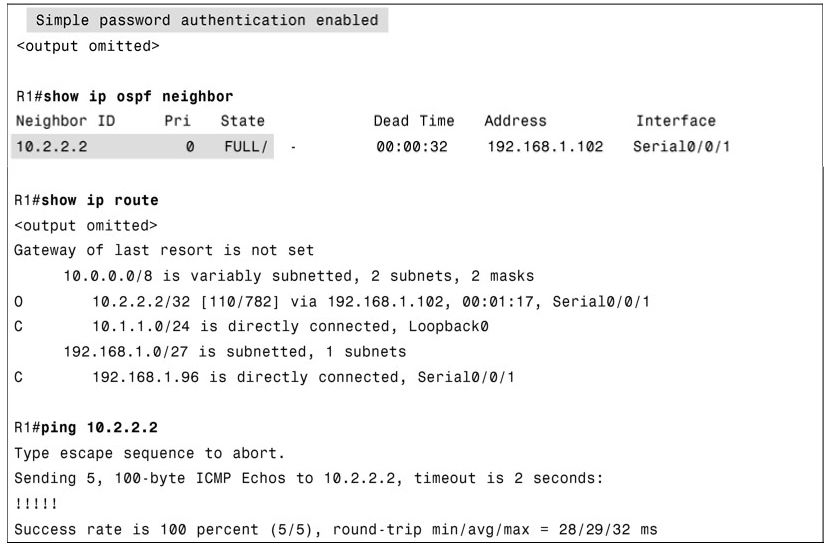 Simple password authentication enabled
<output omitted>
R1#show ip ospf neighbor
Neighbor ID Pri State Dead Time Address Interface
10.2.2.2 0 FULL/ - 00:00:32 192.168.1.102 Serial0/0/1
R1#show ip route
<output omitted>
Gateway of last resort is not set
10.0.0.0/8 is variably subnetted, 2 subnets, 2 masks
O 10.2.2.2/32 [110/782] via 192.168.1.102, 00:01:17, Serial0/0/1
C 10.1.1.0/24 is directly connected, Loopback0
192.168.1.0/27 is subnetted, 1 subnets
C 192.168.1.96 is directly connected, Serial0/0/1
R1#ping 10.2.2.2
Type escape sequence to abort.
Sending 5, 100-byte ICMP Echos to 10.2.2.2, timeout is 2 seconds:
!!!!!
Success rate is 100 percent (5/5), round-trip min/avg/max = 28/29/32 ms